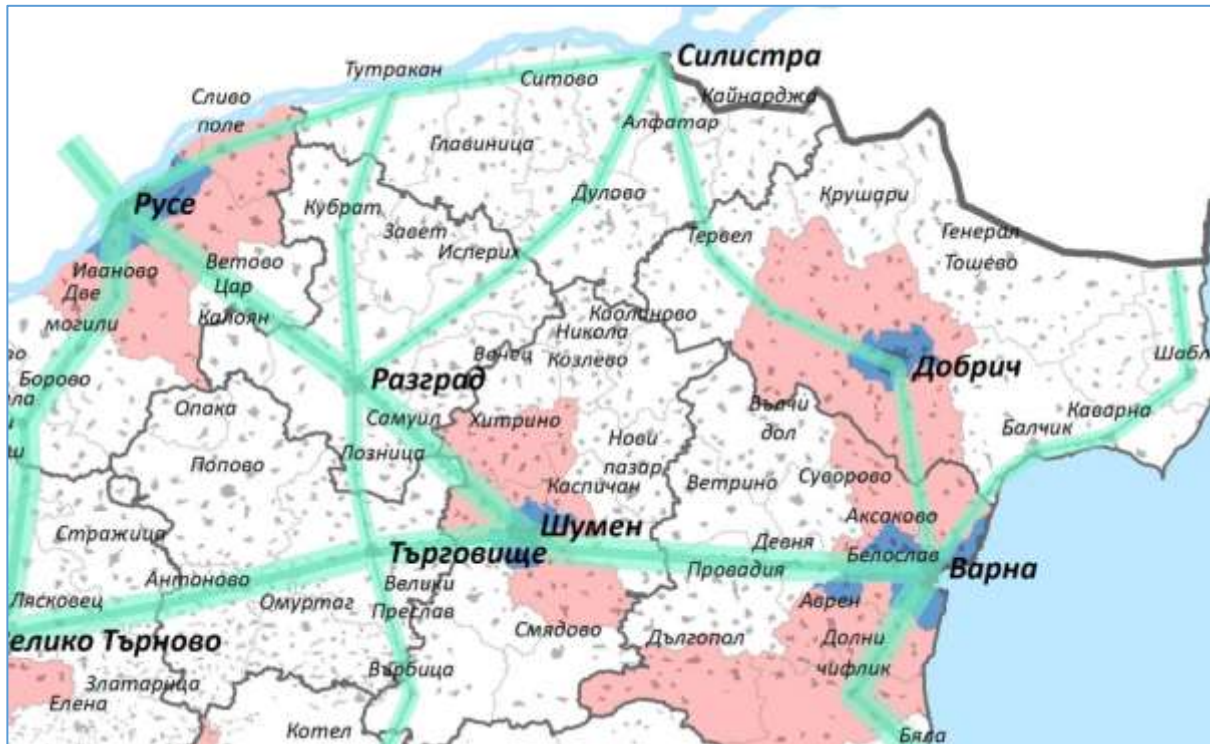 Силистра
Тутракан
Ситово
Кайнарджа
Сливо
поле
Алфатар
Главиница
Дулово
Крушари
Русе
Кубрат
Завет
Исперих
Тервел
Генерал
Тошево
Ветово
Иваново
Цар
Калоян
Две
могили
Каолиново
Никола
Козлево
Венец
Добрич
Шабл
Каварна
Балчик
Борово
Разград
Опака
Самуил
Хитрино
Вълчи
дол
Нови
пазар
Попово
Лозница
Каспичан
Ветрино
Суворово
Аксаково
Стражица
Шумен
Търговище
Девня
Белослав
Варна
Провадия
Антоново
Лясковец
Омуртаг
Велики
Преслав
Аврен
Смядово
Дългопол
Долни
чифлик
елико Търново
Върбица
Златарица
Елена
Котел
Бяла